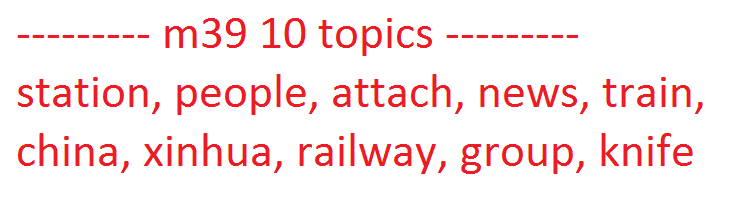 --------- m39 10 topics ---------
station, people, attach, news, train,
china, xinhua, railway, group, knife